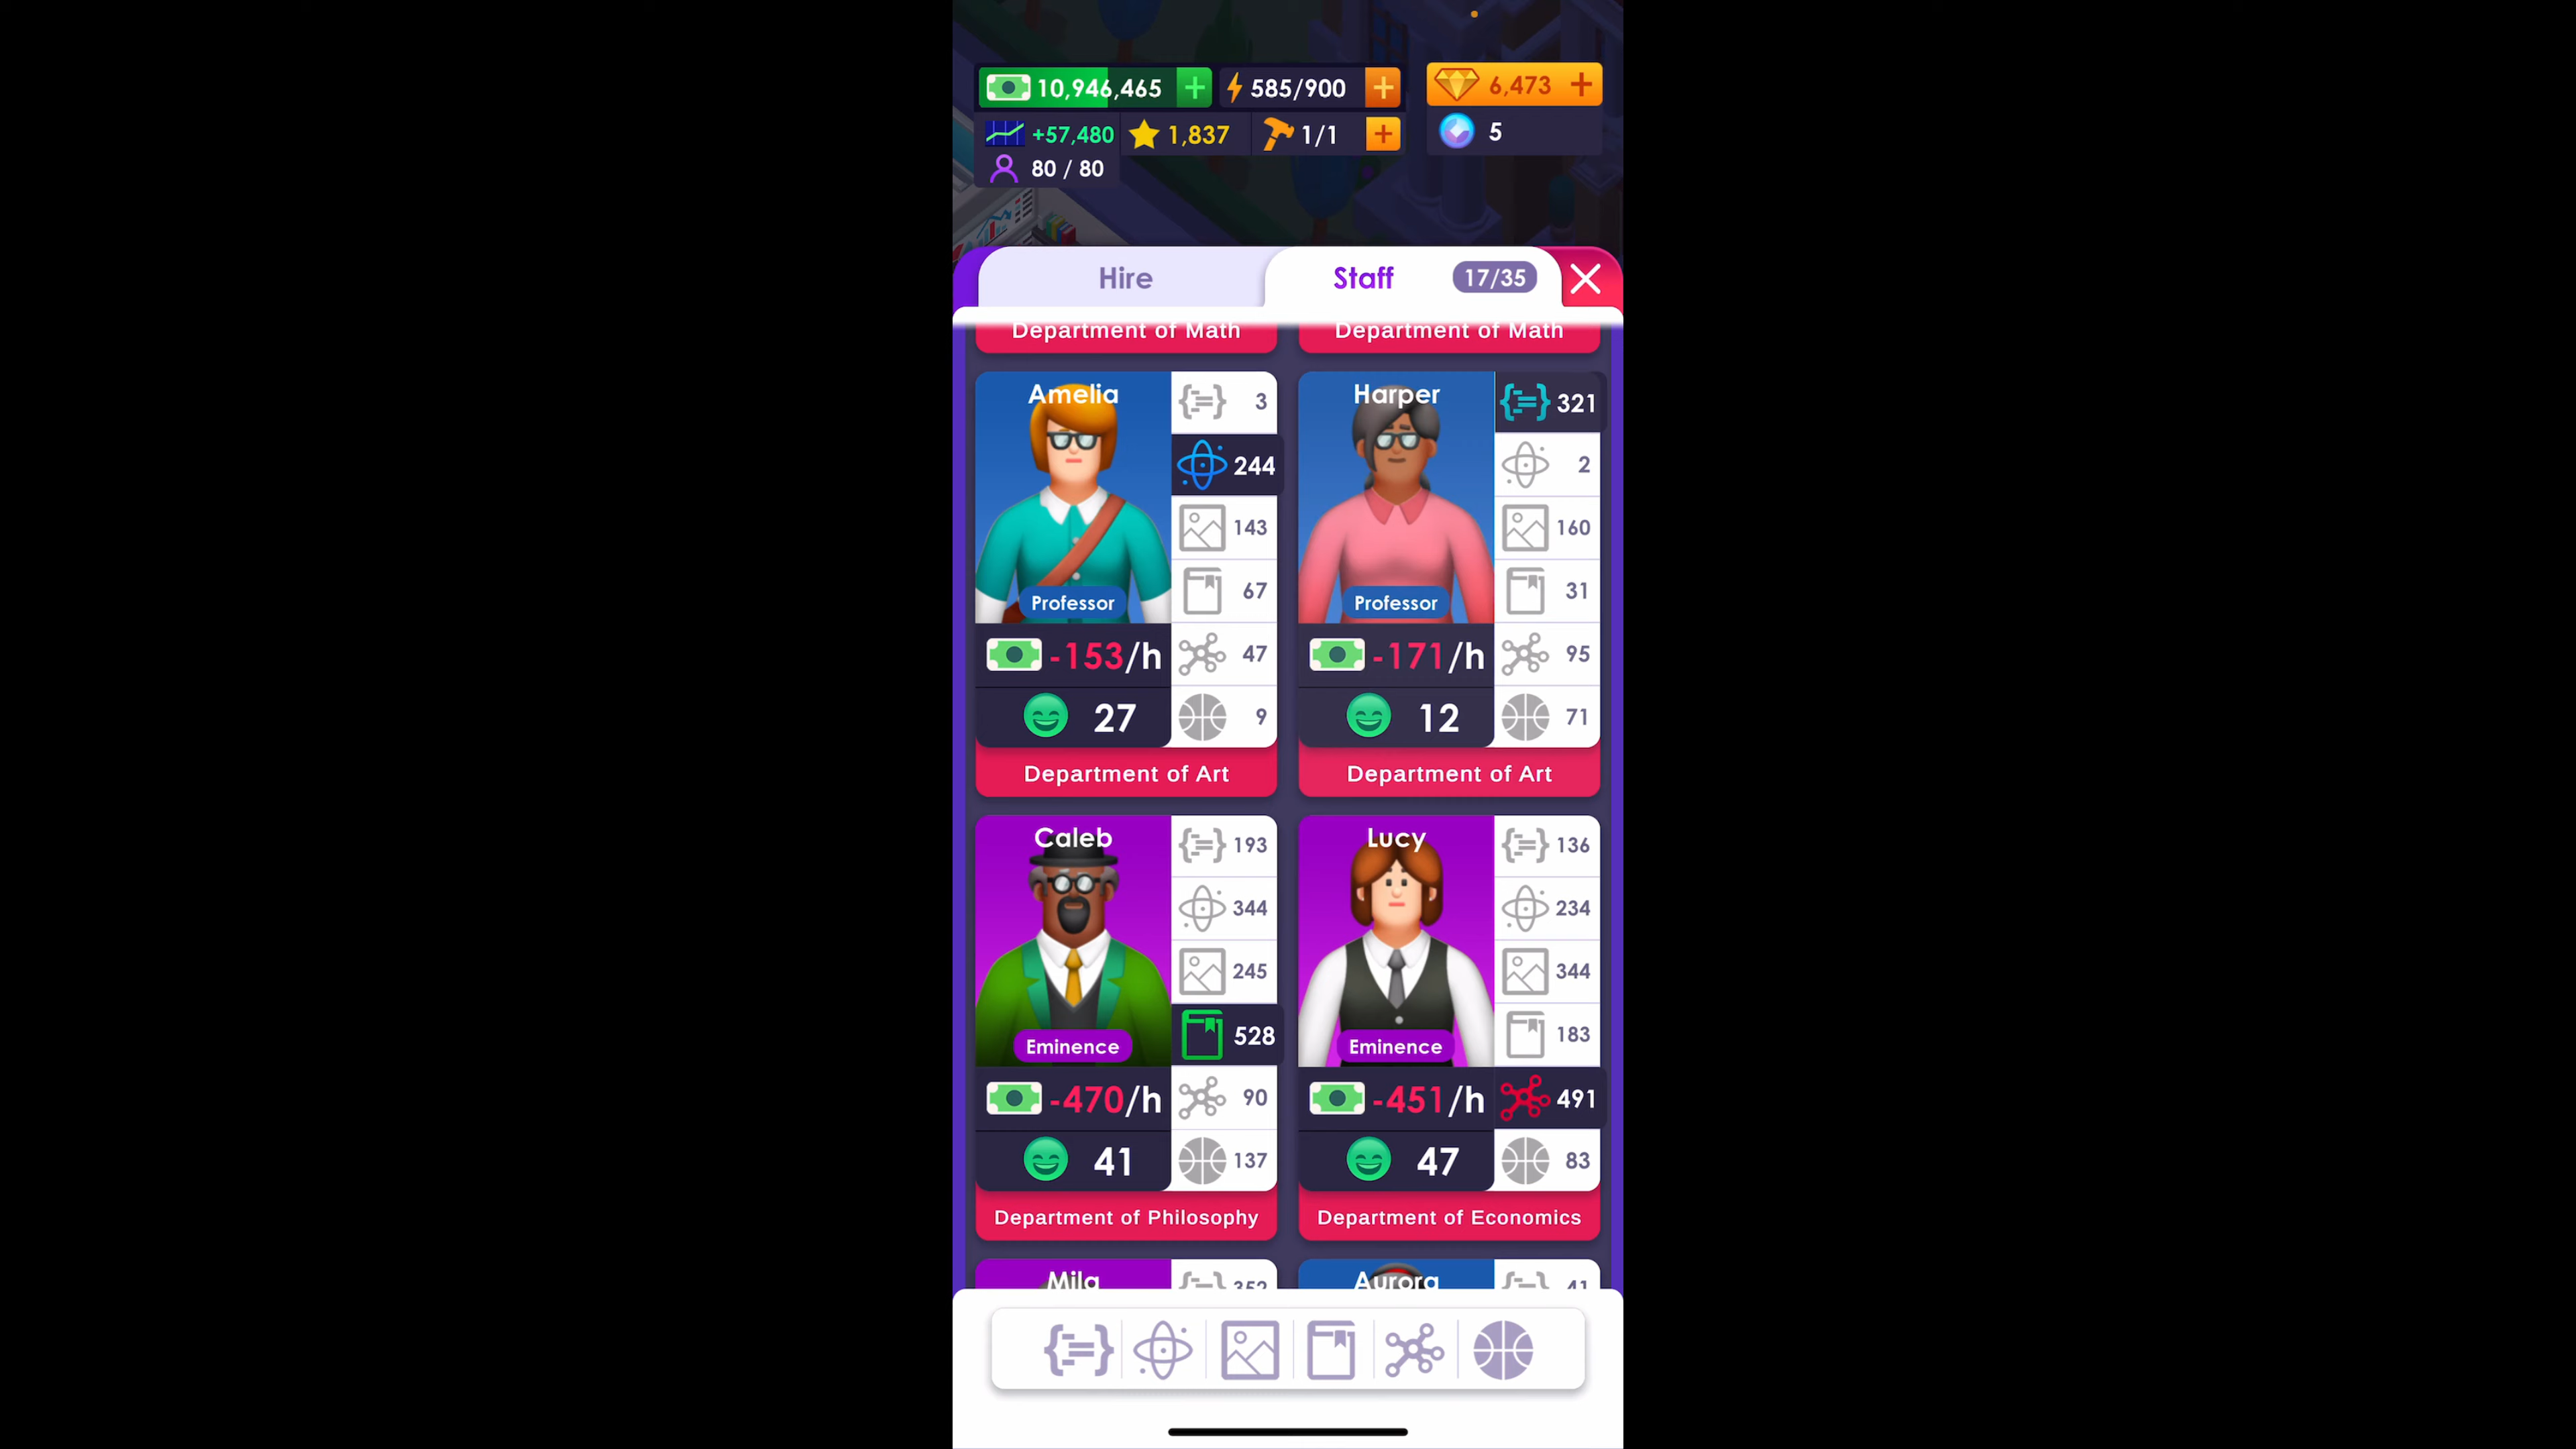 10,946,465
585/900
6,473
+57,480
1,837
1/1
5
80 / 80
Hire
Staff
17/35
Department of Math
Department of Math
Amelia
3
244
143
67
47
9
Professor
-153/h
27
Department of Art
Harper
321
2
160
31
95
71
Professor
-171/h
12
Department of Art
Caleb
193
344
245
528
90
137
Eminence
-470/h
41
Department of Philosophy
Lucy
136
234
344
183
491
83
Eminence
-451/h
47
Department of Economics
Mila
352
Aurora
41